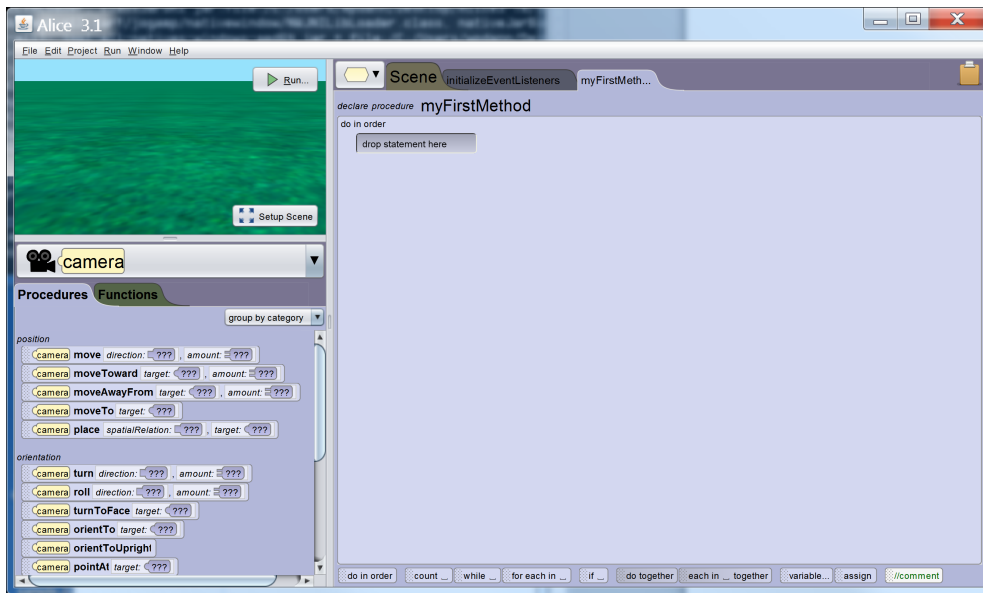 Alice 3.1
File Edit Project Run Window Help
Run...
Setup Scene
camera
Procedures Functions
group by category
position
camera move direction: ??? , amount: ???
camera moveToward target: ??? , amount: ???
camera moveAwayFrom target: ??? , amount: ???
camera moveTo target: ???
camera place spatialRelation: ??? , target: ???
orientation
camera turn direction: ??? , amount: ???
camera roll direction: ??? , amount: ???
camera turnToFace target: ???
camera orientTo target: ???
camera orientToUpright
camera pointAt target: ???
Scene initializeEventListeners myFirstMeth...
declare procedure myFirstMethod
do in order
drop statement here
do in order count _ while _ for each in _ if _ do together each in _ together variable... assign //comment